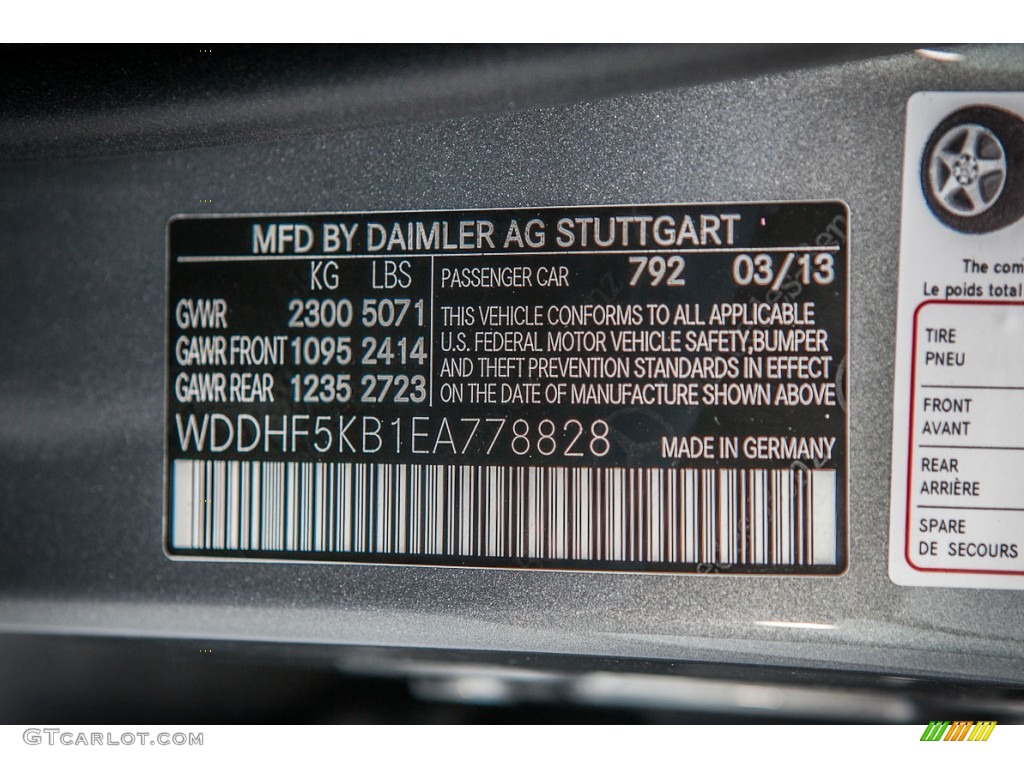 MFD BY DAIMLER AG STUTTGART
KG LBS
GVWR 2300 5071
GAWR FRONT 1095 2414
GAWR REAR 1235 2723
PASSENGER CAR 792 03/13
THIS VEHICLE CONFORMS TO ALL APPLICABLE
U.S. FEDERAL MOTOR VEHICLE SAFETY,BUMPER
AND THEFT PREVENTION STANDARDS IN EFFECT
ON THE DATE OF MANUFACTURE SHOWN ABOVE
WDDHF5KB1EA778828 MADE IN GERMANY
The com
Le poids total
TIRE
PNEU
FRONT
AVANT
REAR
ARRIÈRE
SPARE
DE SECOURS
GTCARLOT.COM